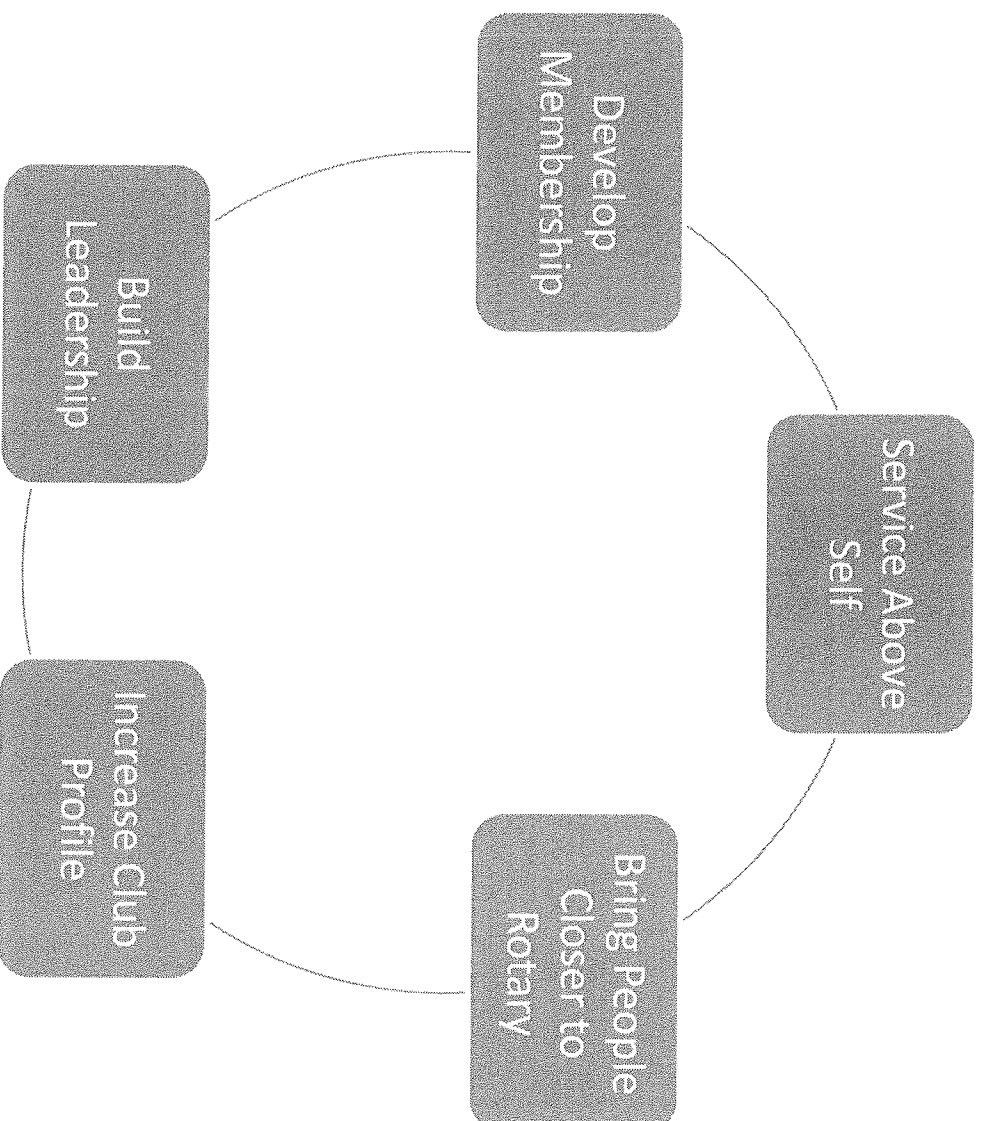 Service Above
Self
Bring People
Closer to
Rotary
Increase Club
Profile
Build
Leadership
Develop
Membership